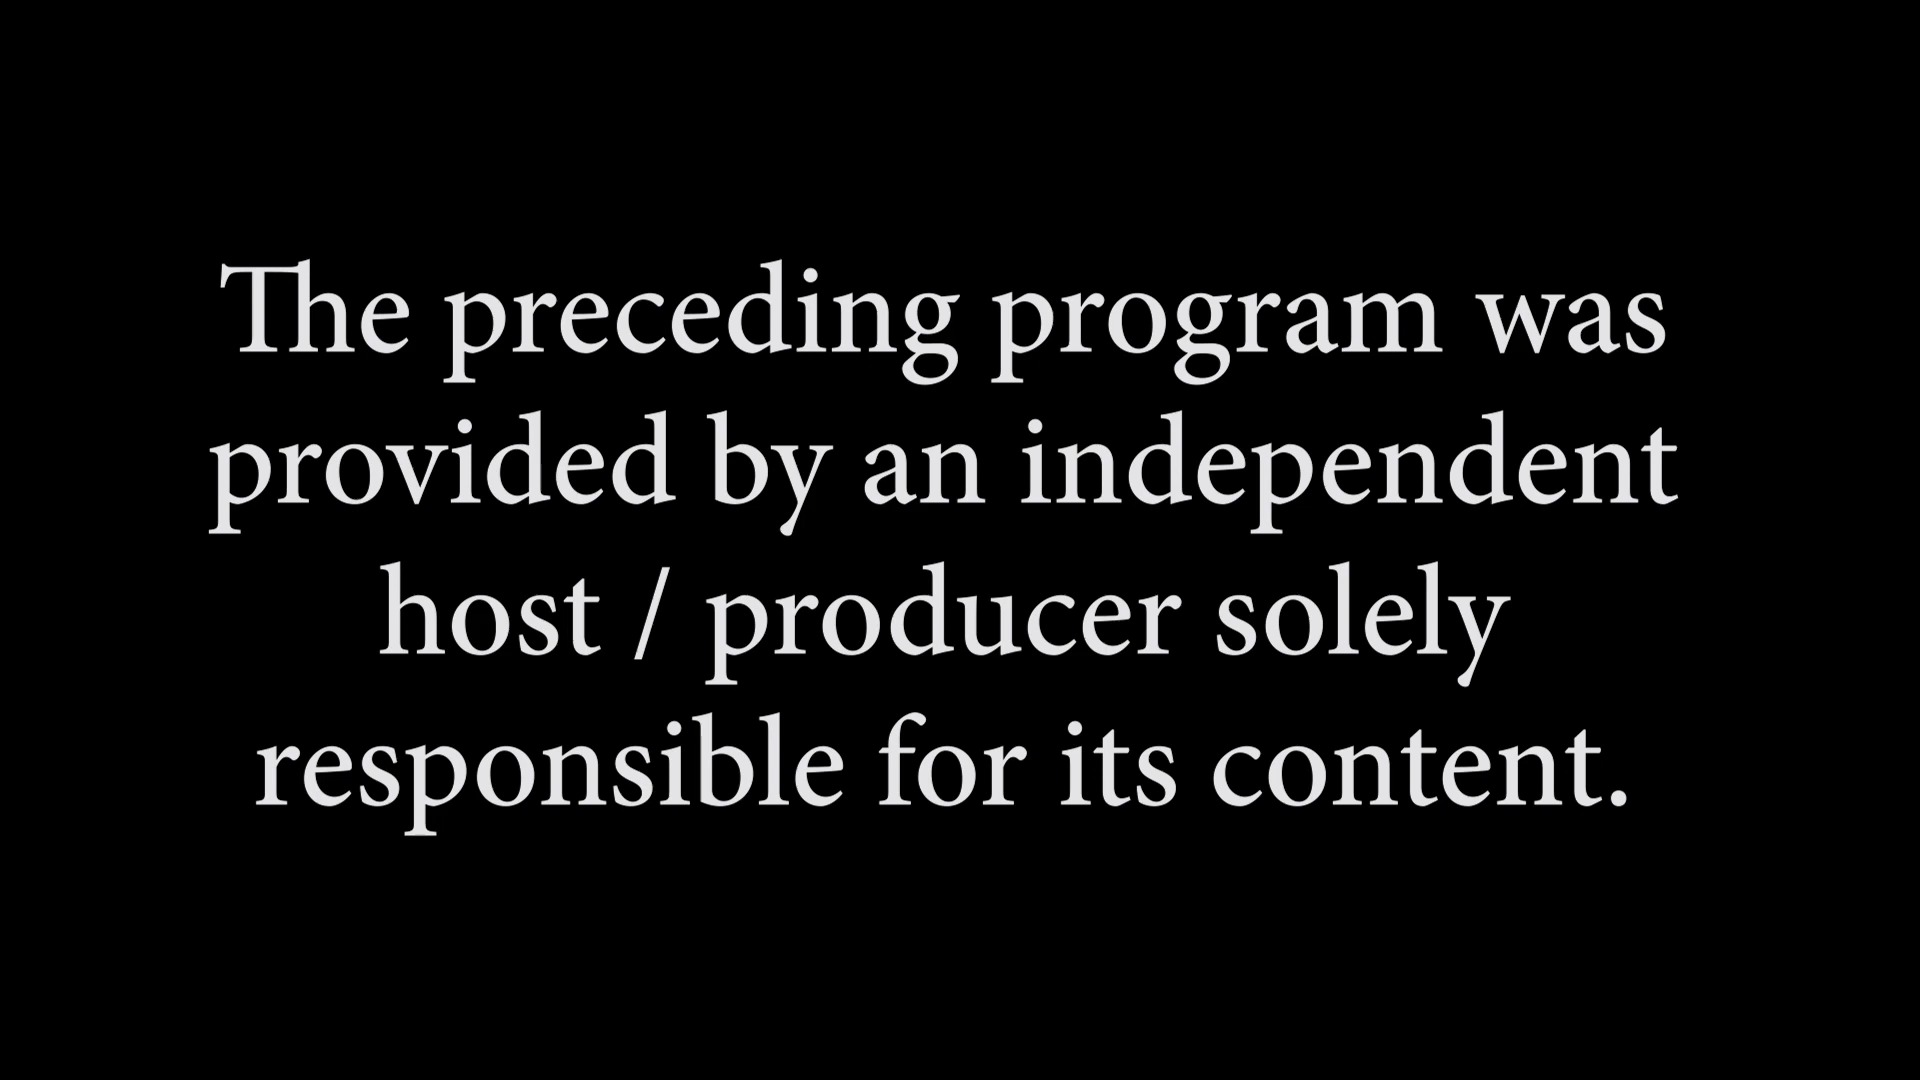 The preceding program was
provided by an independent
host / producer solely
responsible for its content.